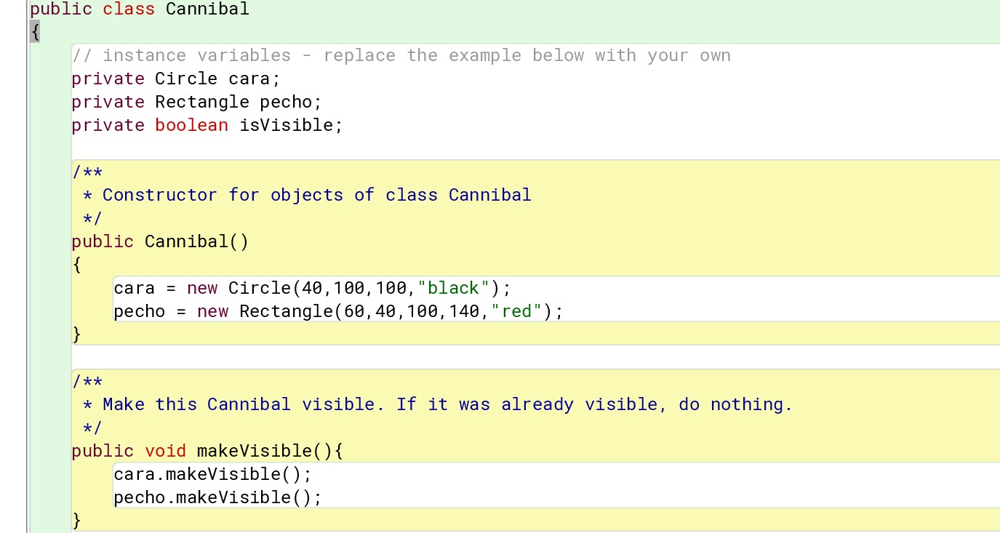 public class Cannibal
{
// instance variables - replace the example below with your own
private Circle cara;
private Rectangle pecho;
private boolean isVisible;
/**
* Constructor for objects of class Cannibal
*/
public Cannibal()
{
cara = new Circle(40,100,100,"black");
pecho = new Rectangle(60,40,100,140,"red");
}
/**
* Make this Cannibal visible. If it was already visible, do nothing.
*/
public void makeVisible(){
cara.makeVisible();
pecho.makeVisible();
}